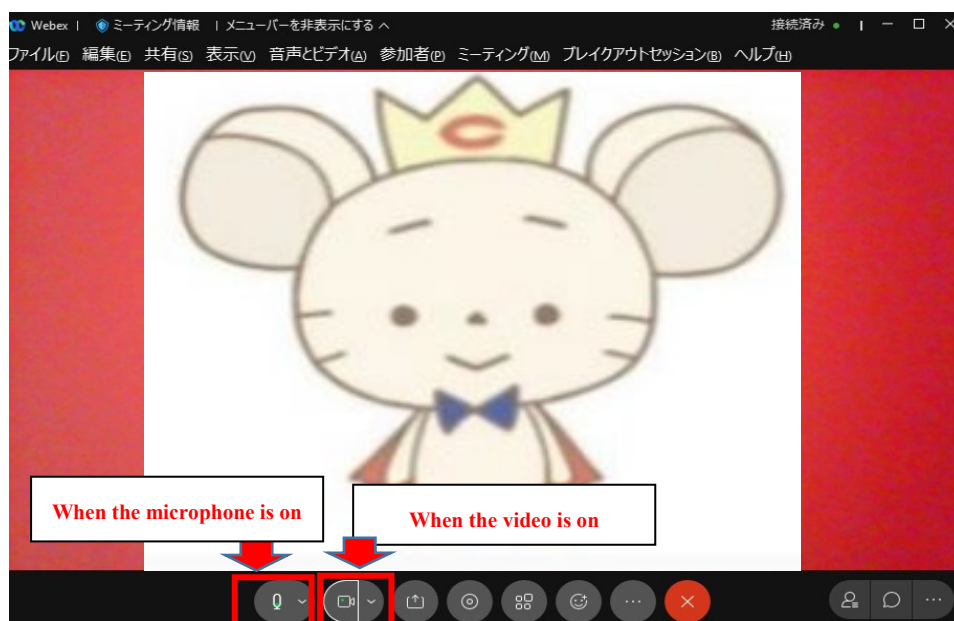 Webex | ミーティング情報 | メニューバーを非表示にする 接続済み
ファイル(F) 編集(E) 共有(S) 表示(V) 音声とビデオ(A) 参加者(P) ミーティング(M) ブレイクアウトセッション(B) ヘルプ(H)
C
When the microphone is on
When the video is on